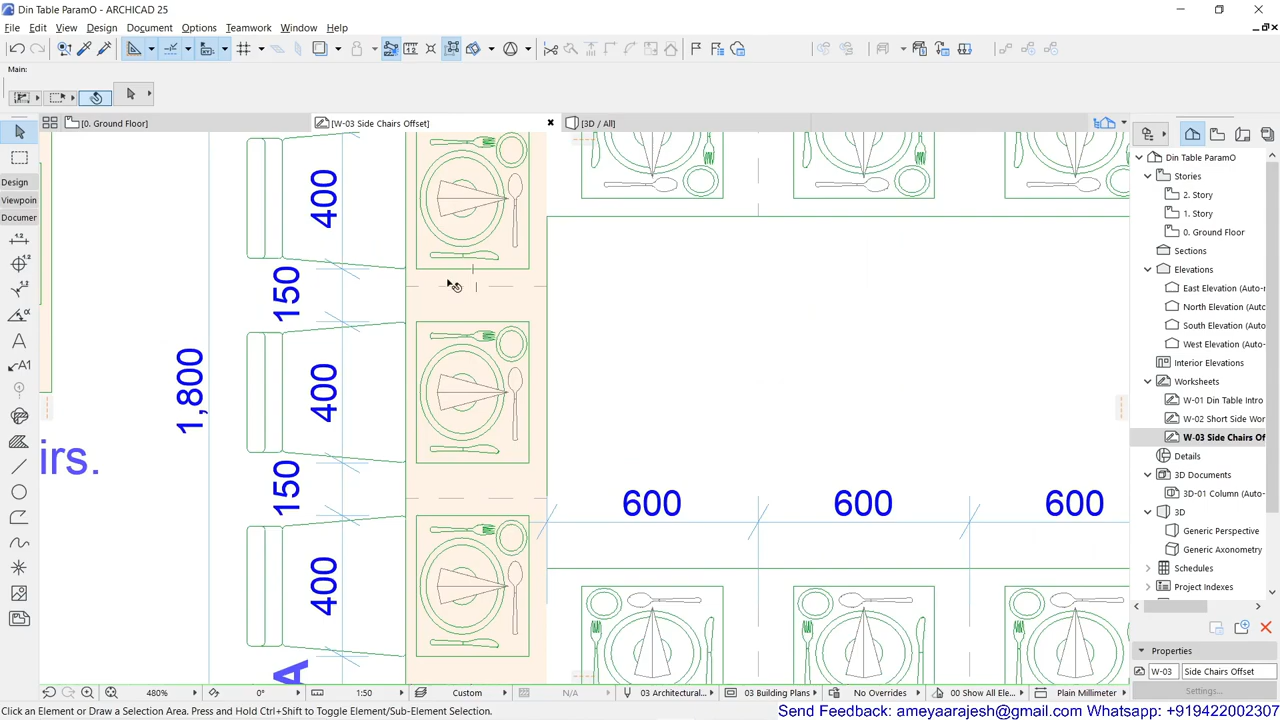 Din Table ParamO - ARCHICAD 25
File Edit View Design Document Options Teamwork Window Help
Main:
[0. Ground Floor] [W-03 Side Chairs Offset] [3D / All]
Design
Viewpoin
Documer
400
150
400
150
400
1,800
irs.
A
600 600 600
Din Table ParamO
Stories
2. Story
1. Story
0. Ground Floor
Sections
Elevations
East Elevation (Auto-
North Elevation (Auto
South Elevation (Auto-
West Elevation (Auto-
Interior Elevations
Worksheets
W-01 Din Table Intro
W-02 Short Side Wor
W-03 Side Chairs Of
Details
3D Documents
3D-01 Column (Auto-
3D
Generic Perspective
Generic Axonometry
Schedules
Project Indexes
Properties
W-03 Side Chairs Offset
Settings...
480% 0° 1:50 Custom N/A 03 Architectural... 03 Building Plans No Overrides 00 Show All Ele... Plain Millimeter
Click an Element or Draw a Selection Area. Press and Hold Ctrl+Shift to Toggle Element/Sub-Element Selection.
Send Feedback: ameyaarajesh@gmail.com Whatsapp: +919422002307